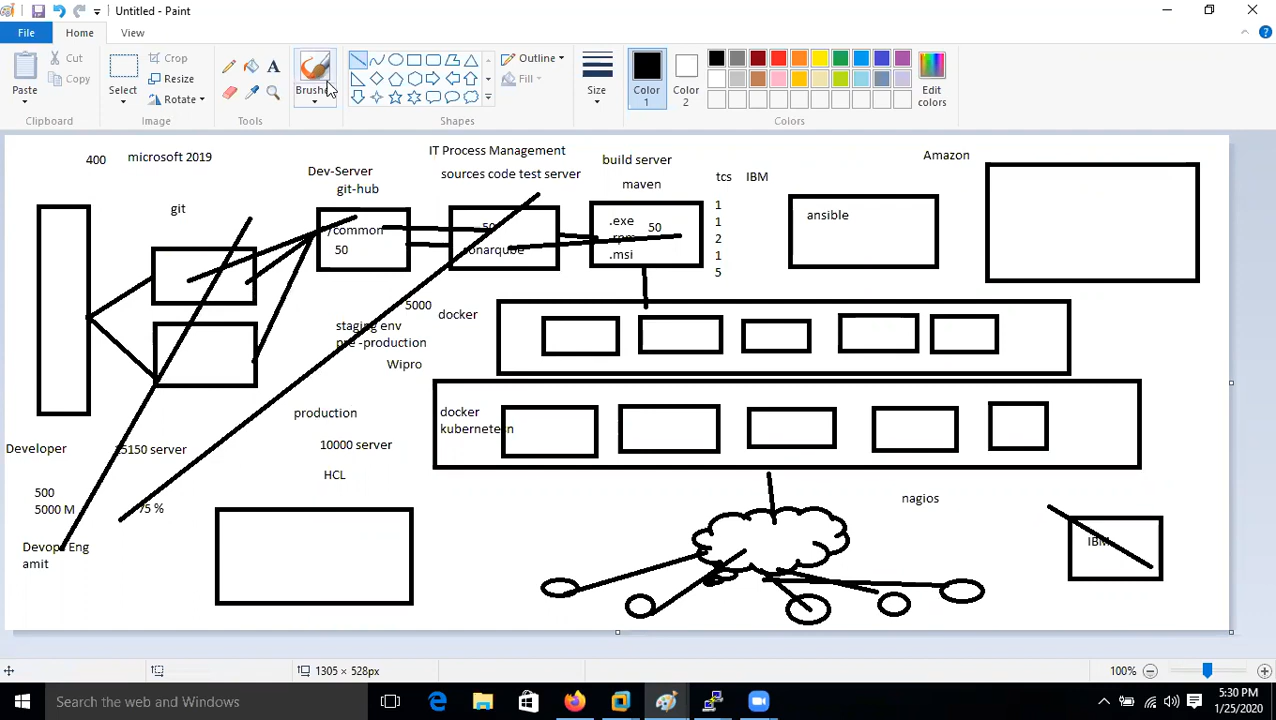 Untitled - Paint
File
Home
View
Paste
Cut
Copy
Clipboard
Select
Crop
Resize
Rotate
Image
Tools
Brushes
Shapes
Outline
Fill
Size
Color 1
Color 2
Edit colors
Colors
400
microsoft 2019
git
Dev-Server
git-hub
/common
50
IT Process Management
sources code test server
50
sonarqube
build server
maven
.exe
50
.rpm
.msi
tcs
IBM
1
1
2
1
5
ansible
Amazon
5000
docker
staging env
pre -production
Wipro
production
10000 server
HCL
docker
Developer
15150 server
500
5000 M
75 %
Devops Eng
amit
nagios
IBM
1305 × 528px
100%
Search the web and Windows
5:30 PM
1/25/2020